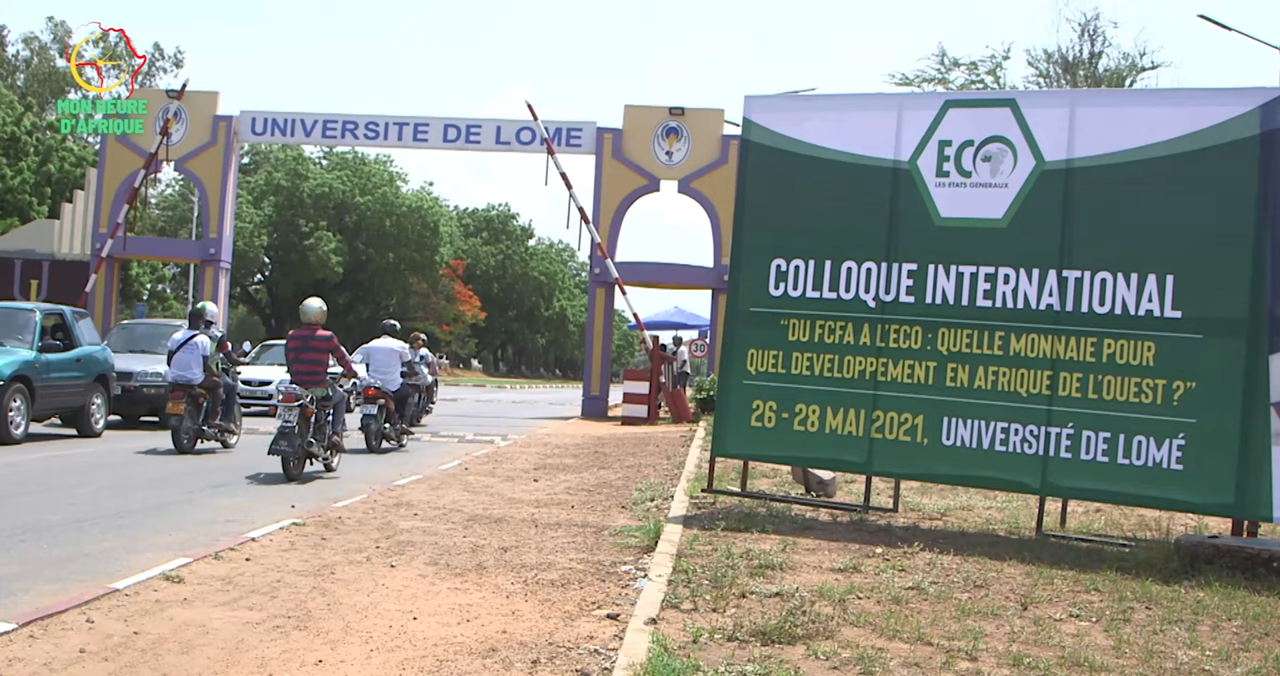 MON HEURE
D'AFRIQUE
UNIVERSITE DE LOME
ECO
LES ETATS GENERAUX
COLLOQUE INTERNATIONAL
“DU FCFA A L'ECO : QUELLE MONNAIE POUR
QUEL DEVELOPPEMENT EN AFRIQUE DE L'OUEST ?”
26 - 28 MAI 2021, UNIVERSITÉ DE LOMÉ
30